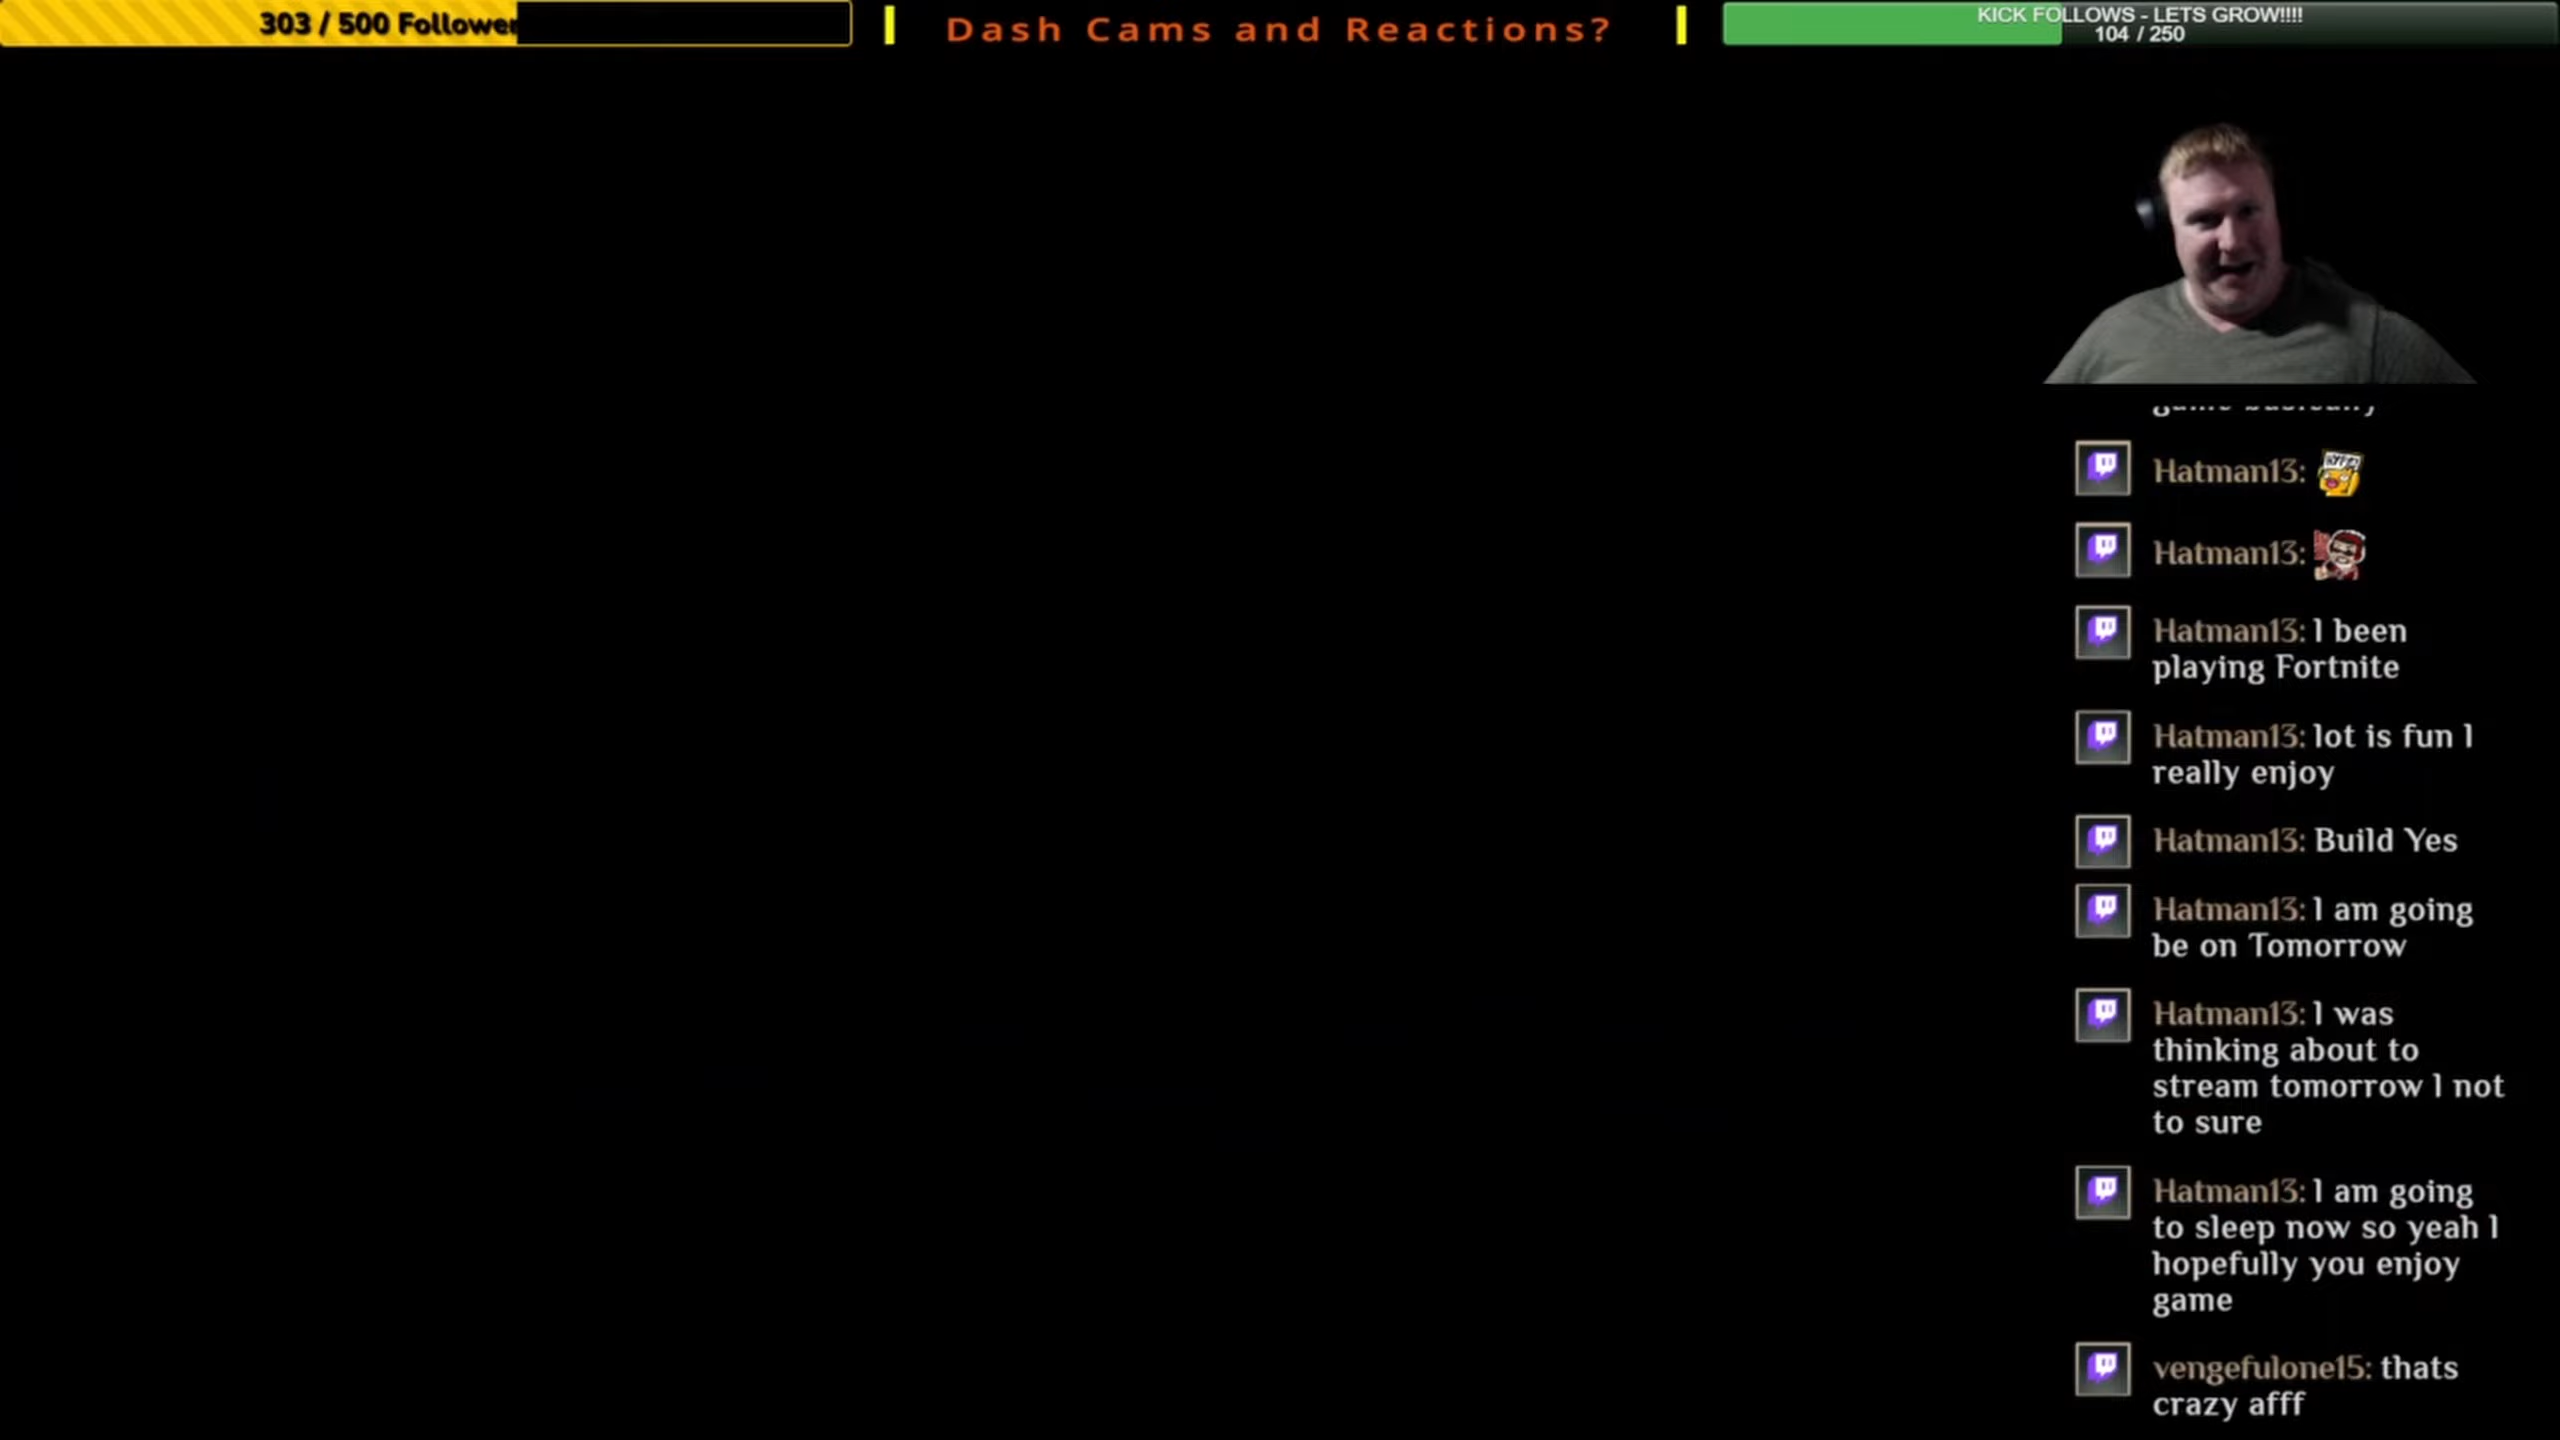 303 / 500 Follower
Dash Cams and Reactions?
KICK FOLLOWS - LETS GROW!!!!
104 / 250
Hatman13:
Hatman13:
Hatman13: I been
playing Fortnite
Hatman13: lot is fun I
really enjoy
Hatman13: Build Yes
Hatman13: I am going
be on Tomorrow
Hatman13: I was
thinking about to
stream tomorrow I not
to sure
Hatman13: I am going
to sleep now so yeah I
hopefully you enjoy
game
vengefulone15: thats
crazy afff